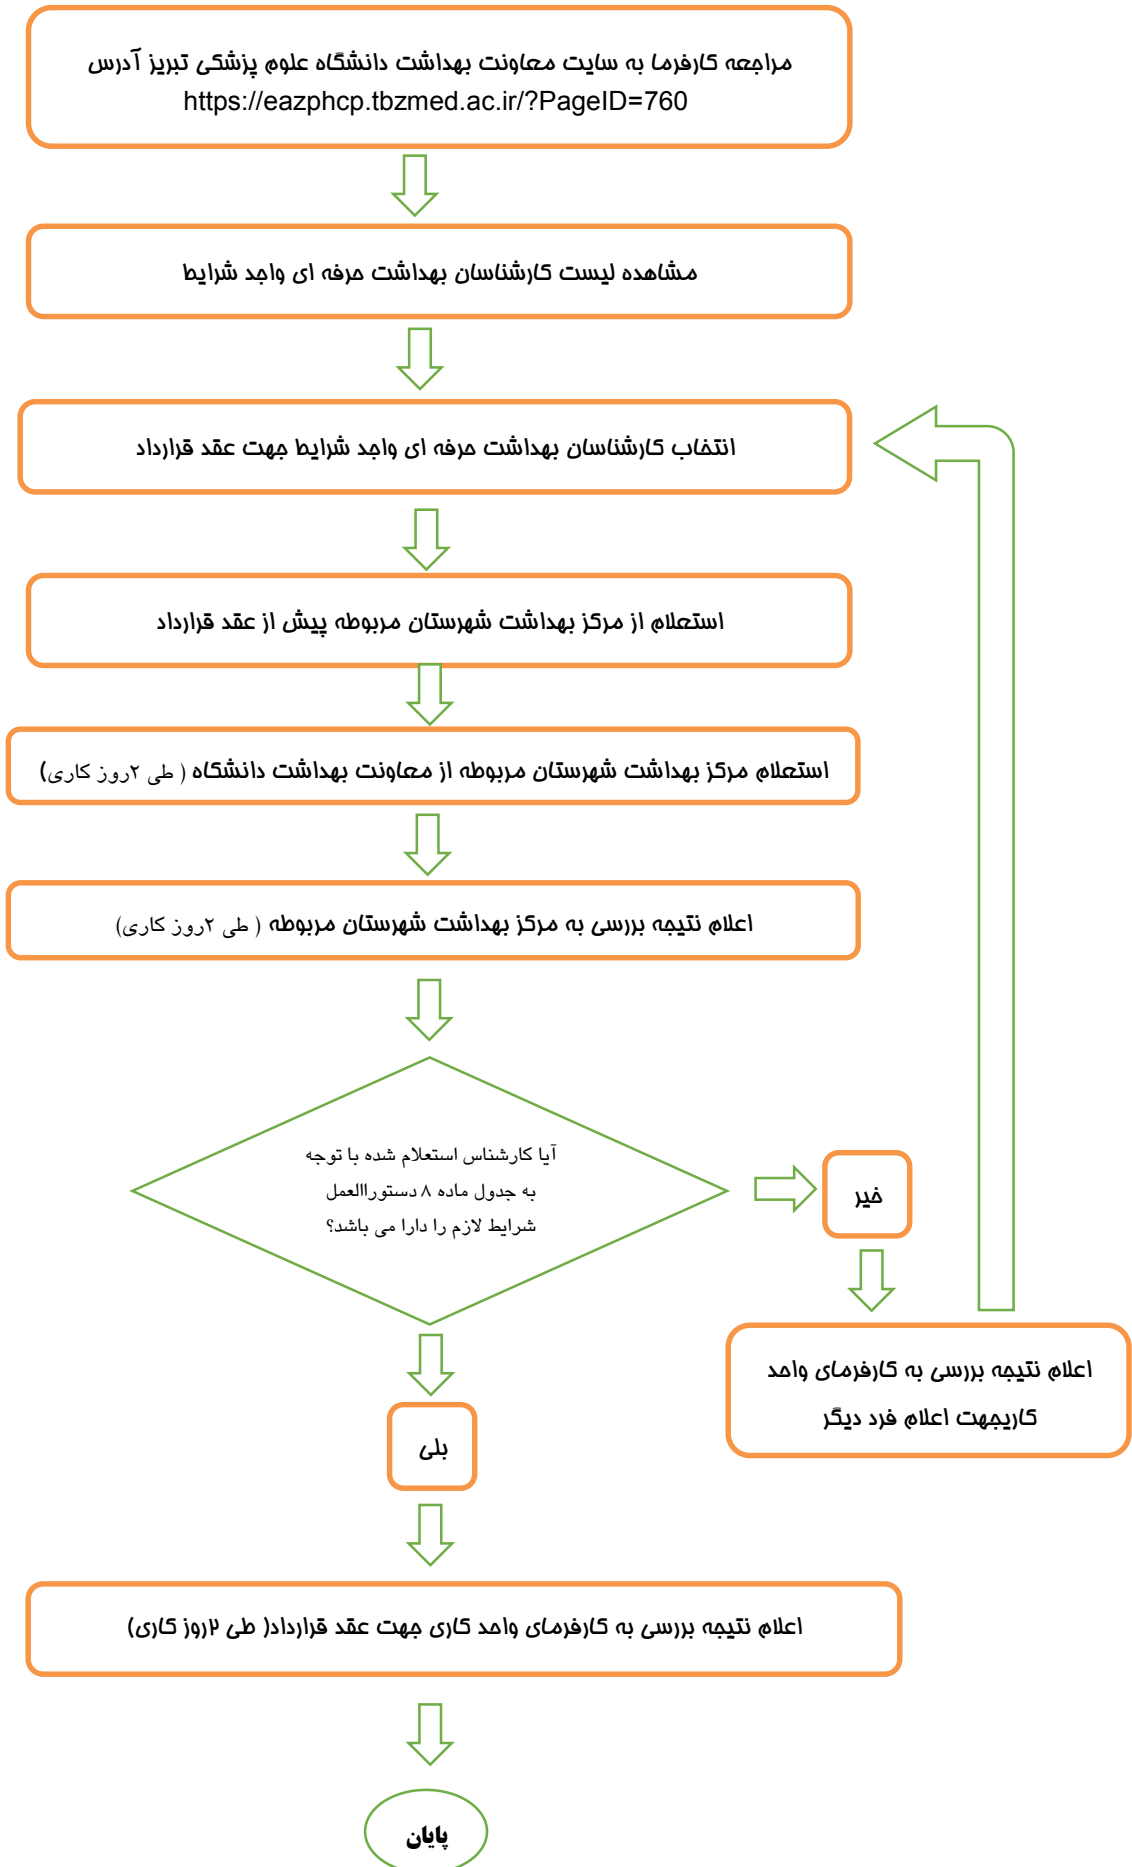 مراجعه کارفرما به سایت معاونت بهداشت دانشگاه علوم پزشکی تبریز آدرس
https://eazphcp.tbzmed.ac.ir/?PageID=760
مشاهده لیست کارشناسان بهداشت حرفه ای واجد شرایط
انتخاب کارشناسان بهداشت حرفه ای واجد شرایط جهت عقد قرارداد
استعلام از مرکز بهداشت شهرستان مربوطه پیش از عقد قرارداد
استعلام مرکز بهداشت شهرستان مربوطه از معاونت بهداشت دانشکاه ( طی ۲روز کاری)
اعلام نتیجه بررسی به مرکز بهداشت شهرستان مربوطه ( طی ۲روز کاری)
آیا کارشناس استعلام شده با توجه
به جدول ماده ۸ دستوراالعمل
شرایط لازم را دارا می باشد؟
خیر
اعلام نتیجه بررسی به کارفرمای واحد
کاریجهت اعلام فرد دیگر
بلی
اعلام نتیجه بررسی به کارفرمای واحد کاری جهت عقد قرارداد( طی ۲روز کاری)
پایان